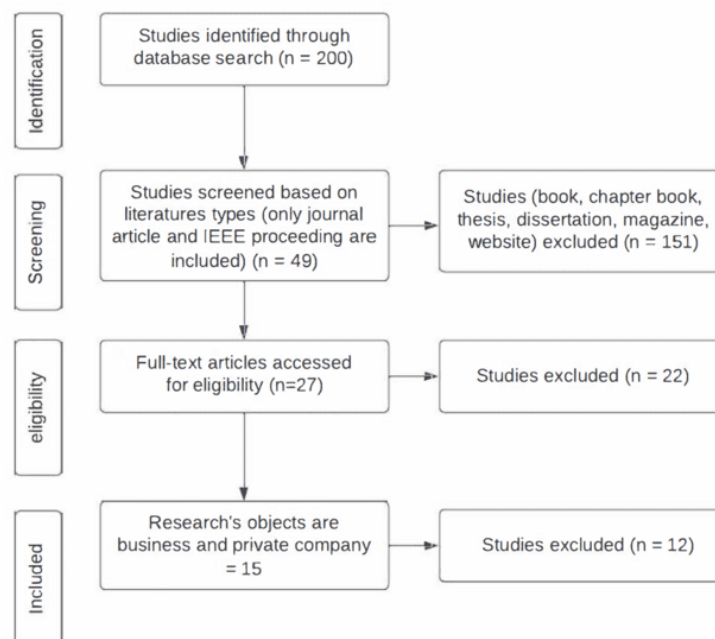 Identification
Studies identified through
database search (n = 200)
Screening
Studies screened based on
literatures types (only journal
article and IEEE proceeding are
included) (n = 49)
Studies (book, chapter book,
thesis, dissertation, magazine,
website) excluded (n = 151)
eligibility
Full-text articles accessed
for eligibility (n=27)
Studies excluded (n = 22)
Included
Research's objects are
business and private company
= 15
Studies excluded (n = 12)